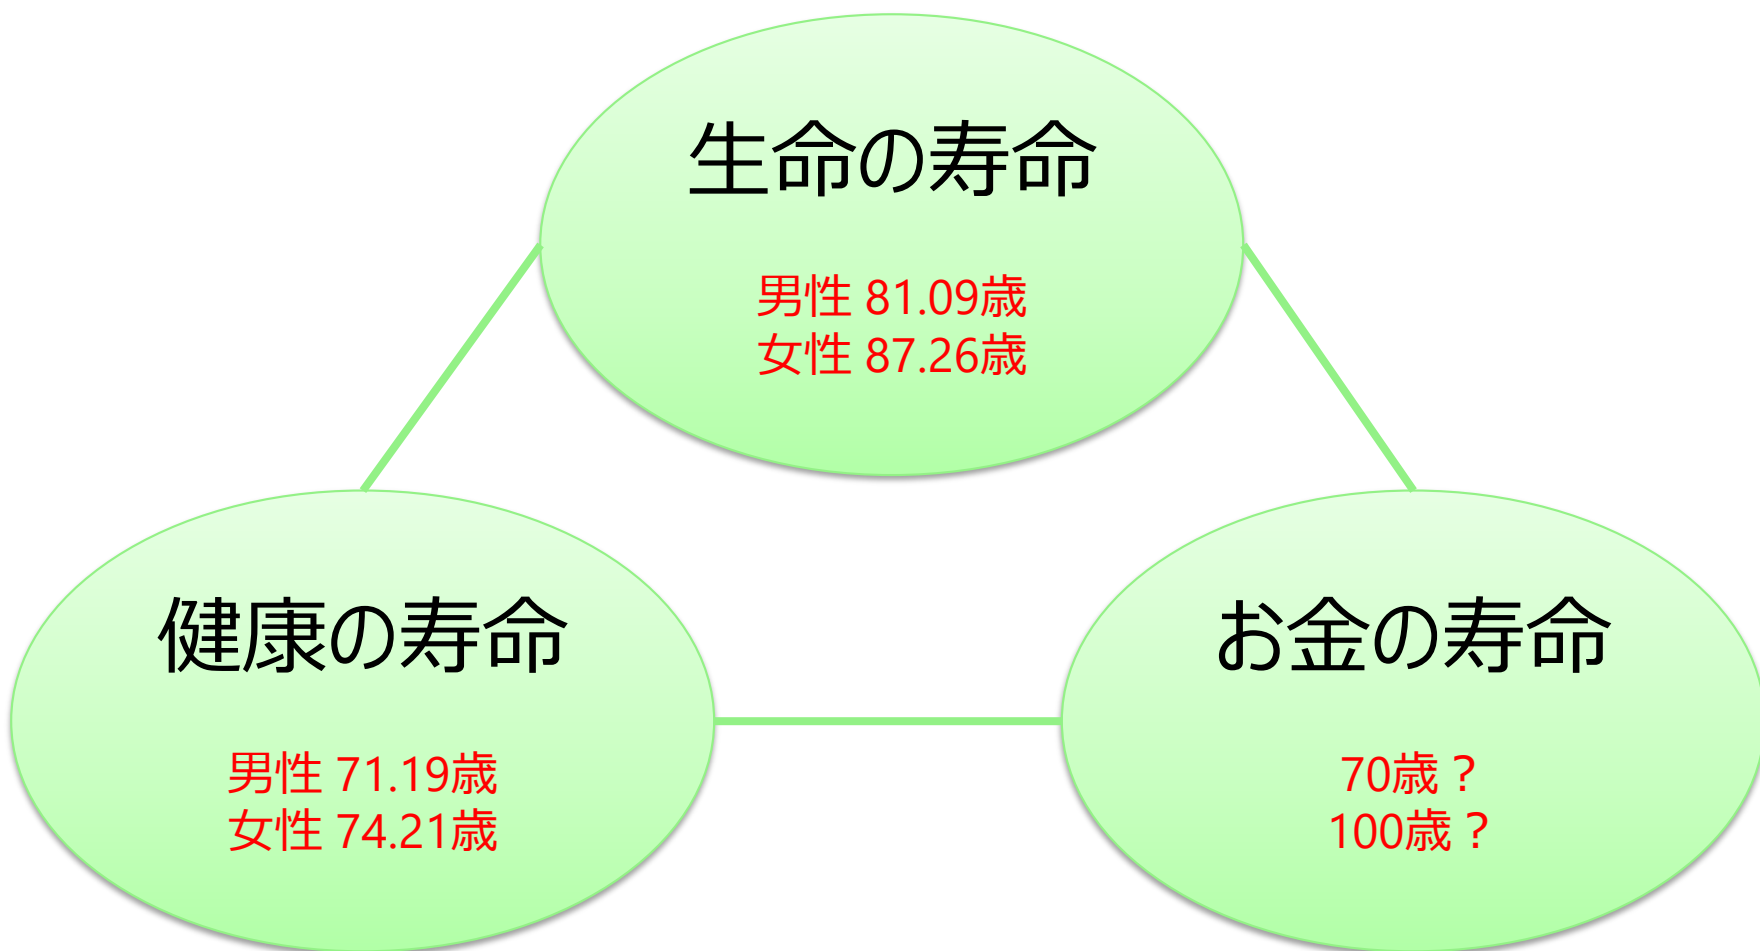 生命の寿命
男性 81.09歳
女性 87.26歳
健康の寿命
男性 71.19歳
女性 74.21歳
お金の寿命
70歳？
100歳？